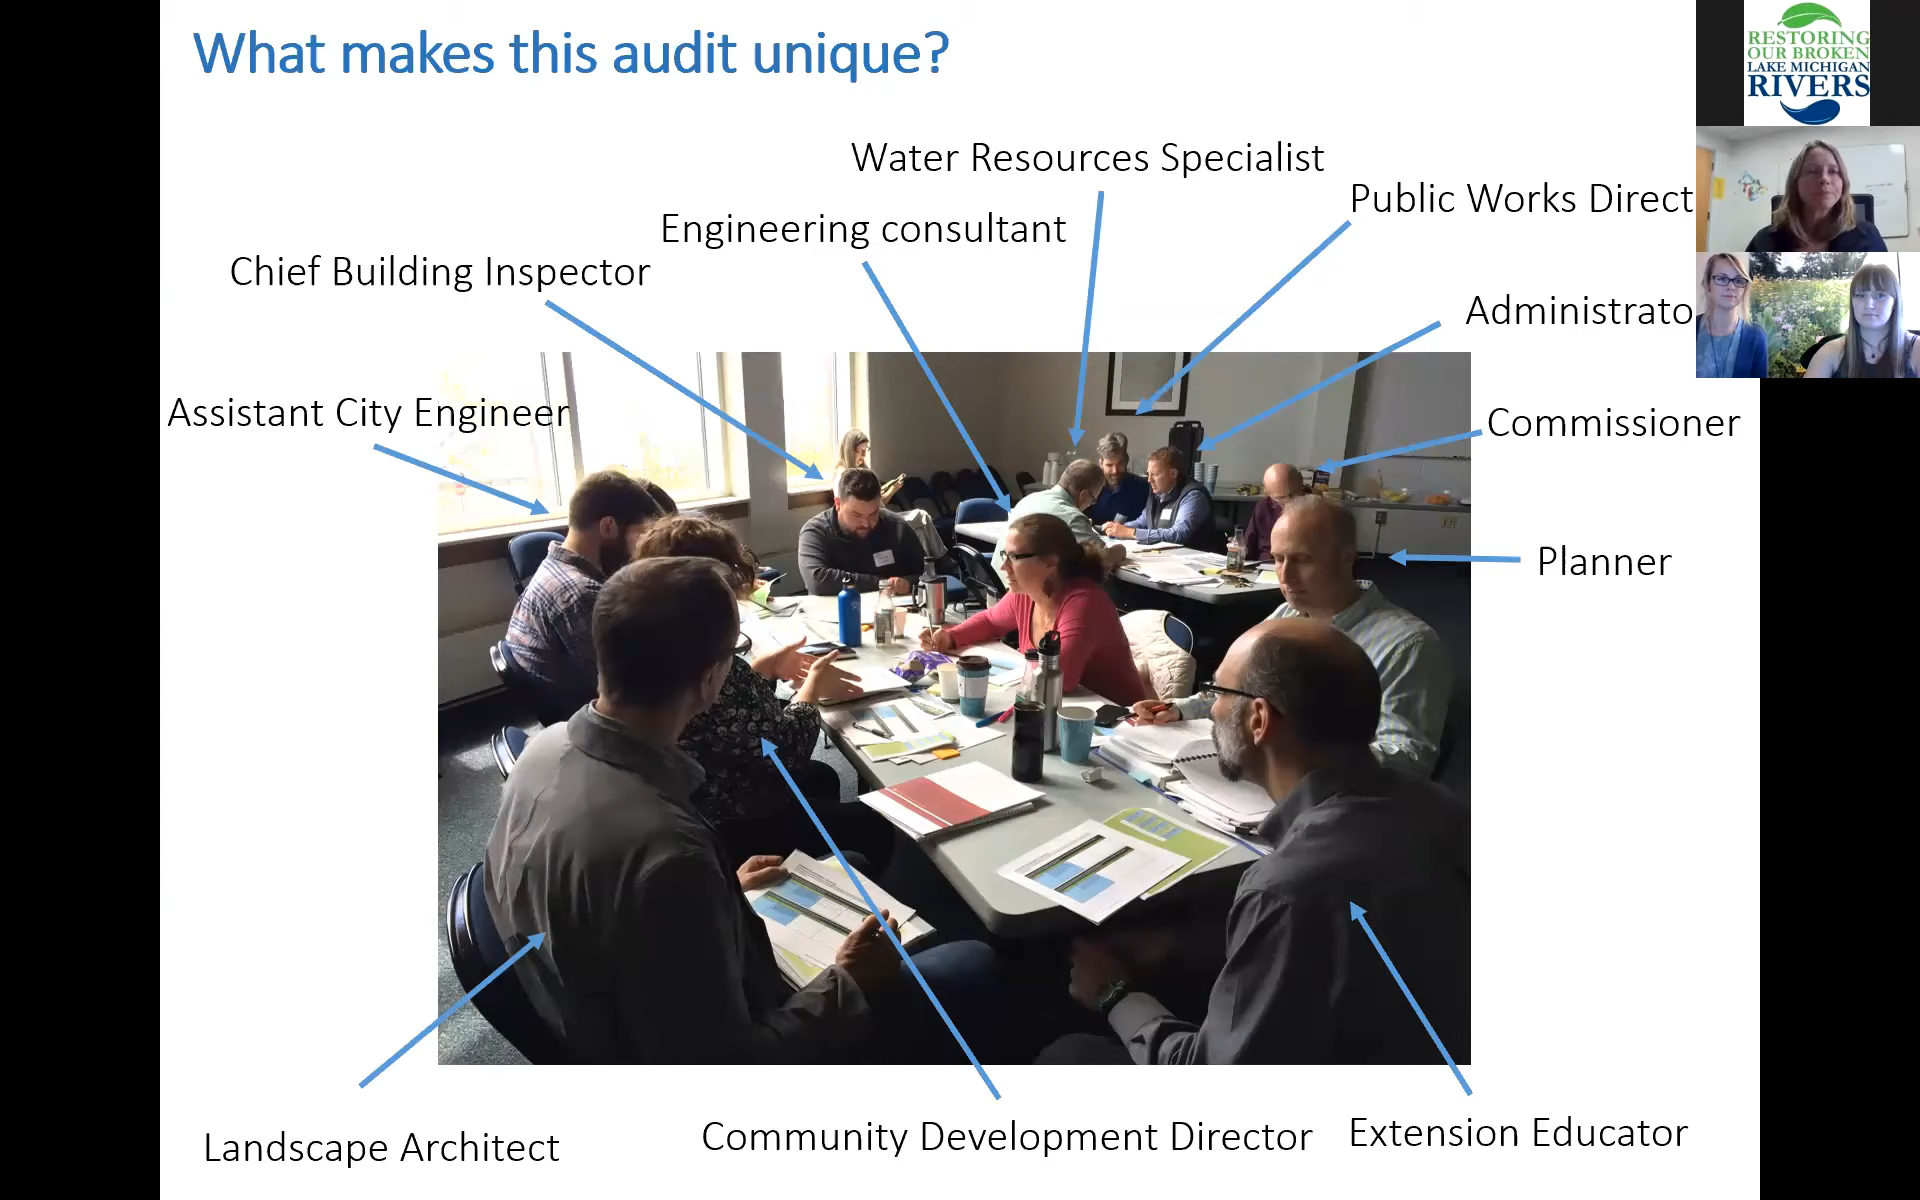 What makes this audit unique?
RESTORING
OUR BROKEN
LAKE MICHIGAN
RIVERS
Water Resources Specialist
Public Works Direct
Engineering consultant
Chief Building Inspector
Administrato
Assistant City Engineer
Commissioner
Planner
Landscape Architect
Community Development Director
Extension Educator